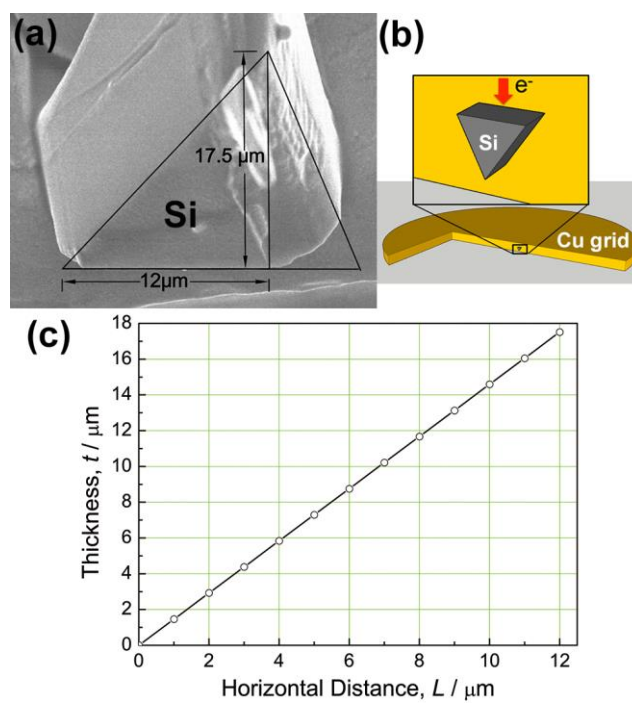 (a)
17.5 µm
Si
12µm
(b)
e-
Si
Cu grid
(c)
18
16
14
12
10
8
6
4
2
0
Thickness, t / µm
0 2 4 6 8 10 12
Horizontal Distance, L / µm